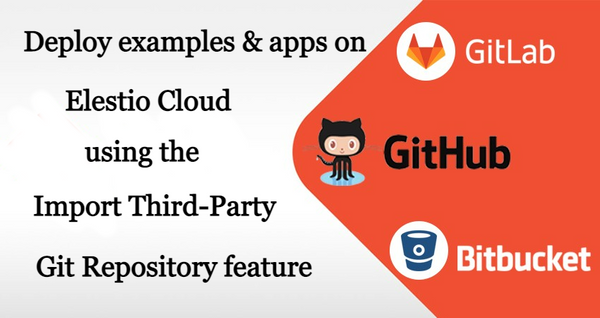 Deploy examples & apps on
Elestio Cloud
using the
Import Third-Party
Git Repository feature
GitLab
GitHub
Bitbucket